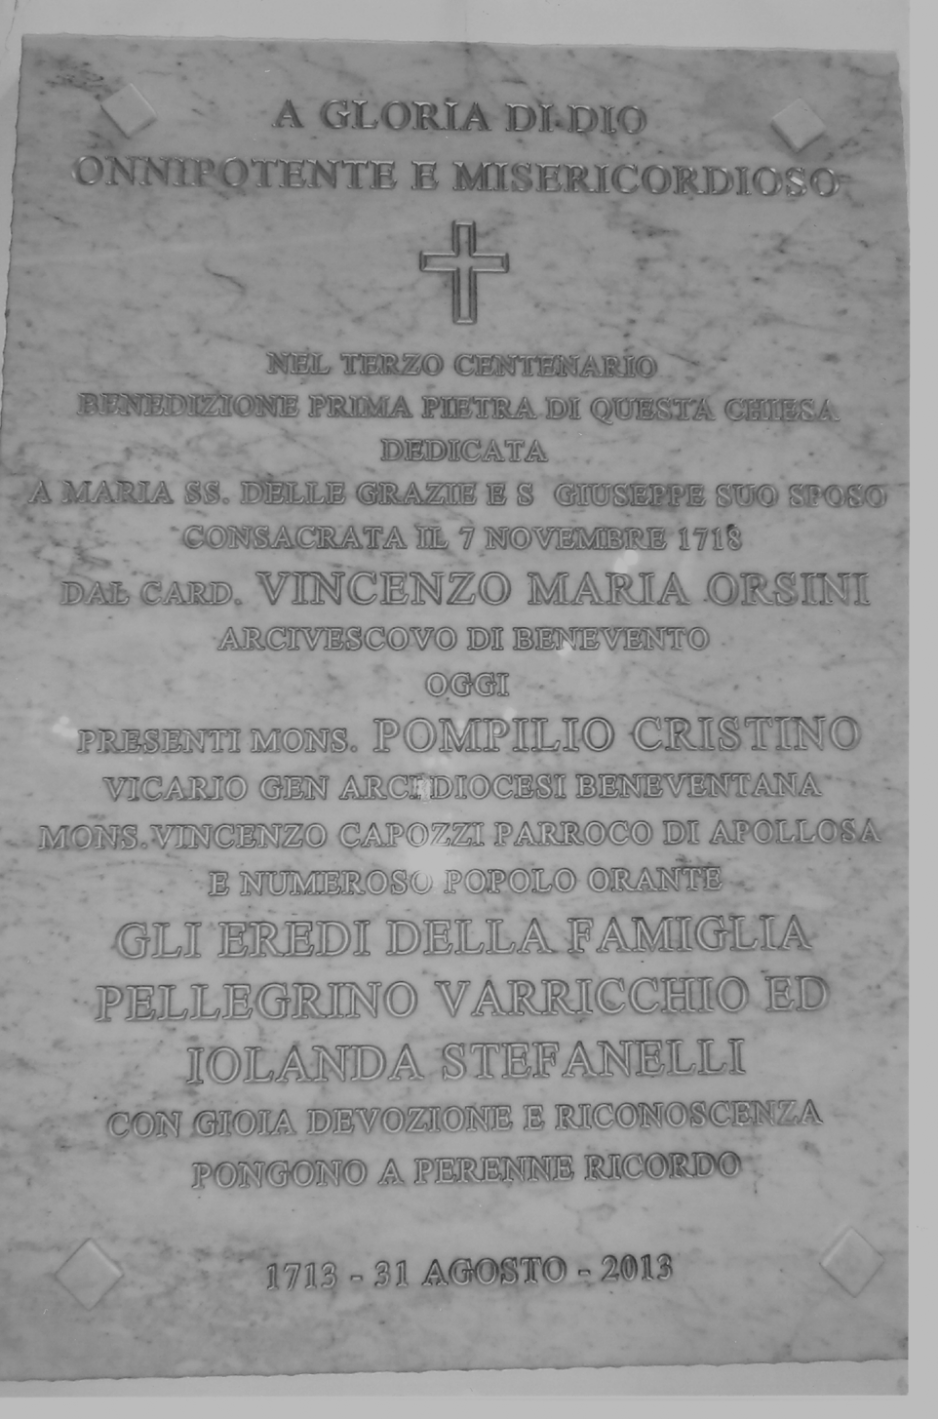 A GLORIA DI DIO
ONNIPOTENTE E MISERICORDIOSO
NEL TERZO CENTENARIO
BENEDIZIONE PRIMA PIETRA DI QUESTA CHIESA
DEDICATA
A MARIA SS. DELLE GRAZIE E S GIUSEPPE SUO SPOSO
CONSACRATA IL 7 NOVEMBRE 1718
DAL CARD. VINCENZO MARIA ORSINI
ARCIVESCOVO DI BENEVENTO
OGGI
PRESENTI MONS. POMPILIO CRISTINO
VICARIO GEN ARCIDIOCESI BENEVENTANA
MONS.VINCENZO CAPOZZI PARROCO DI APOLLOSA
E NUMEROSO POPOLO ORANTE
GLI EREDI DELLA FAMIGLIA
PELLEGRINO VARRICCHIO ED
IOLANDA STEFANELLI
CON GIOIA DEVOZIONE E RICONOSCENZA
PONGONO A PERENNE RICORDO
1713 - 31 AGOSTO - 2013